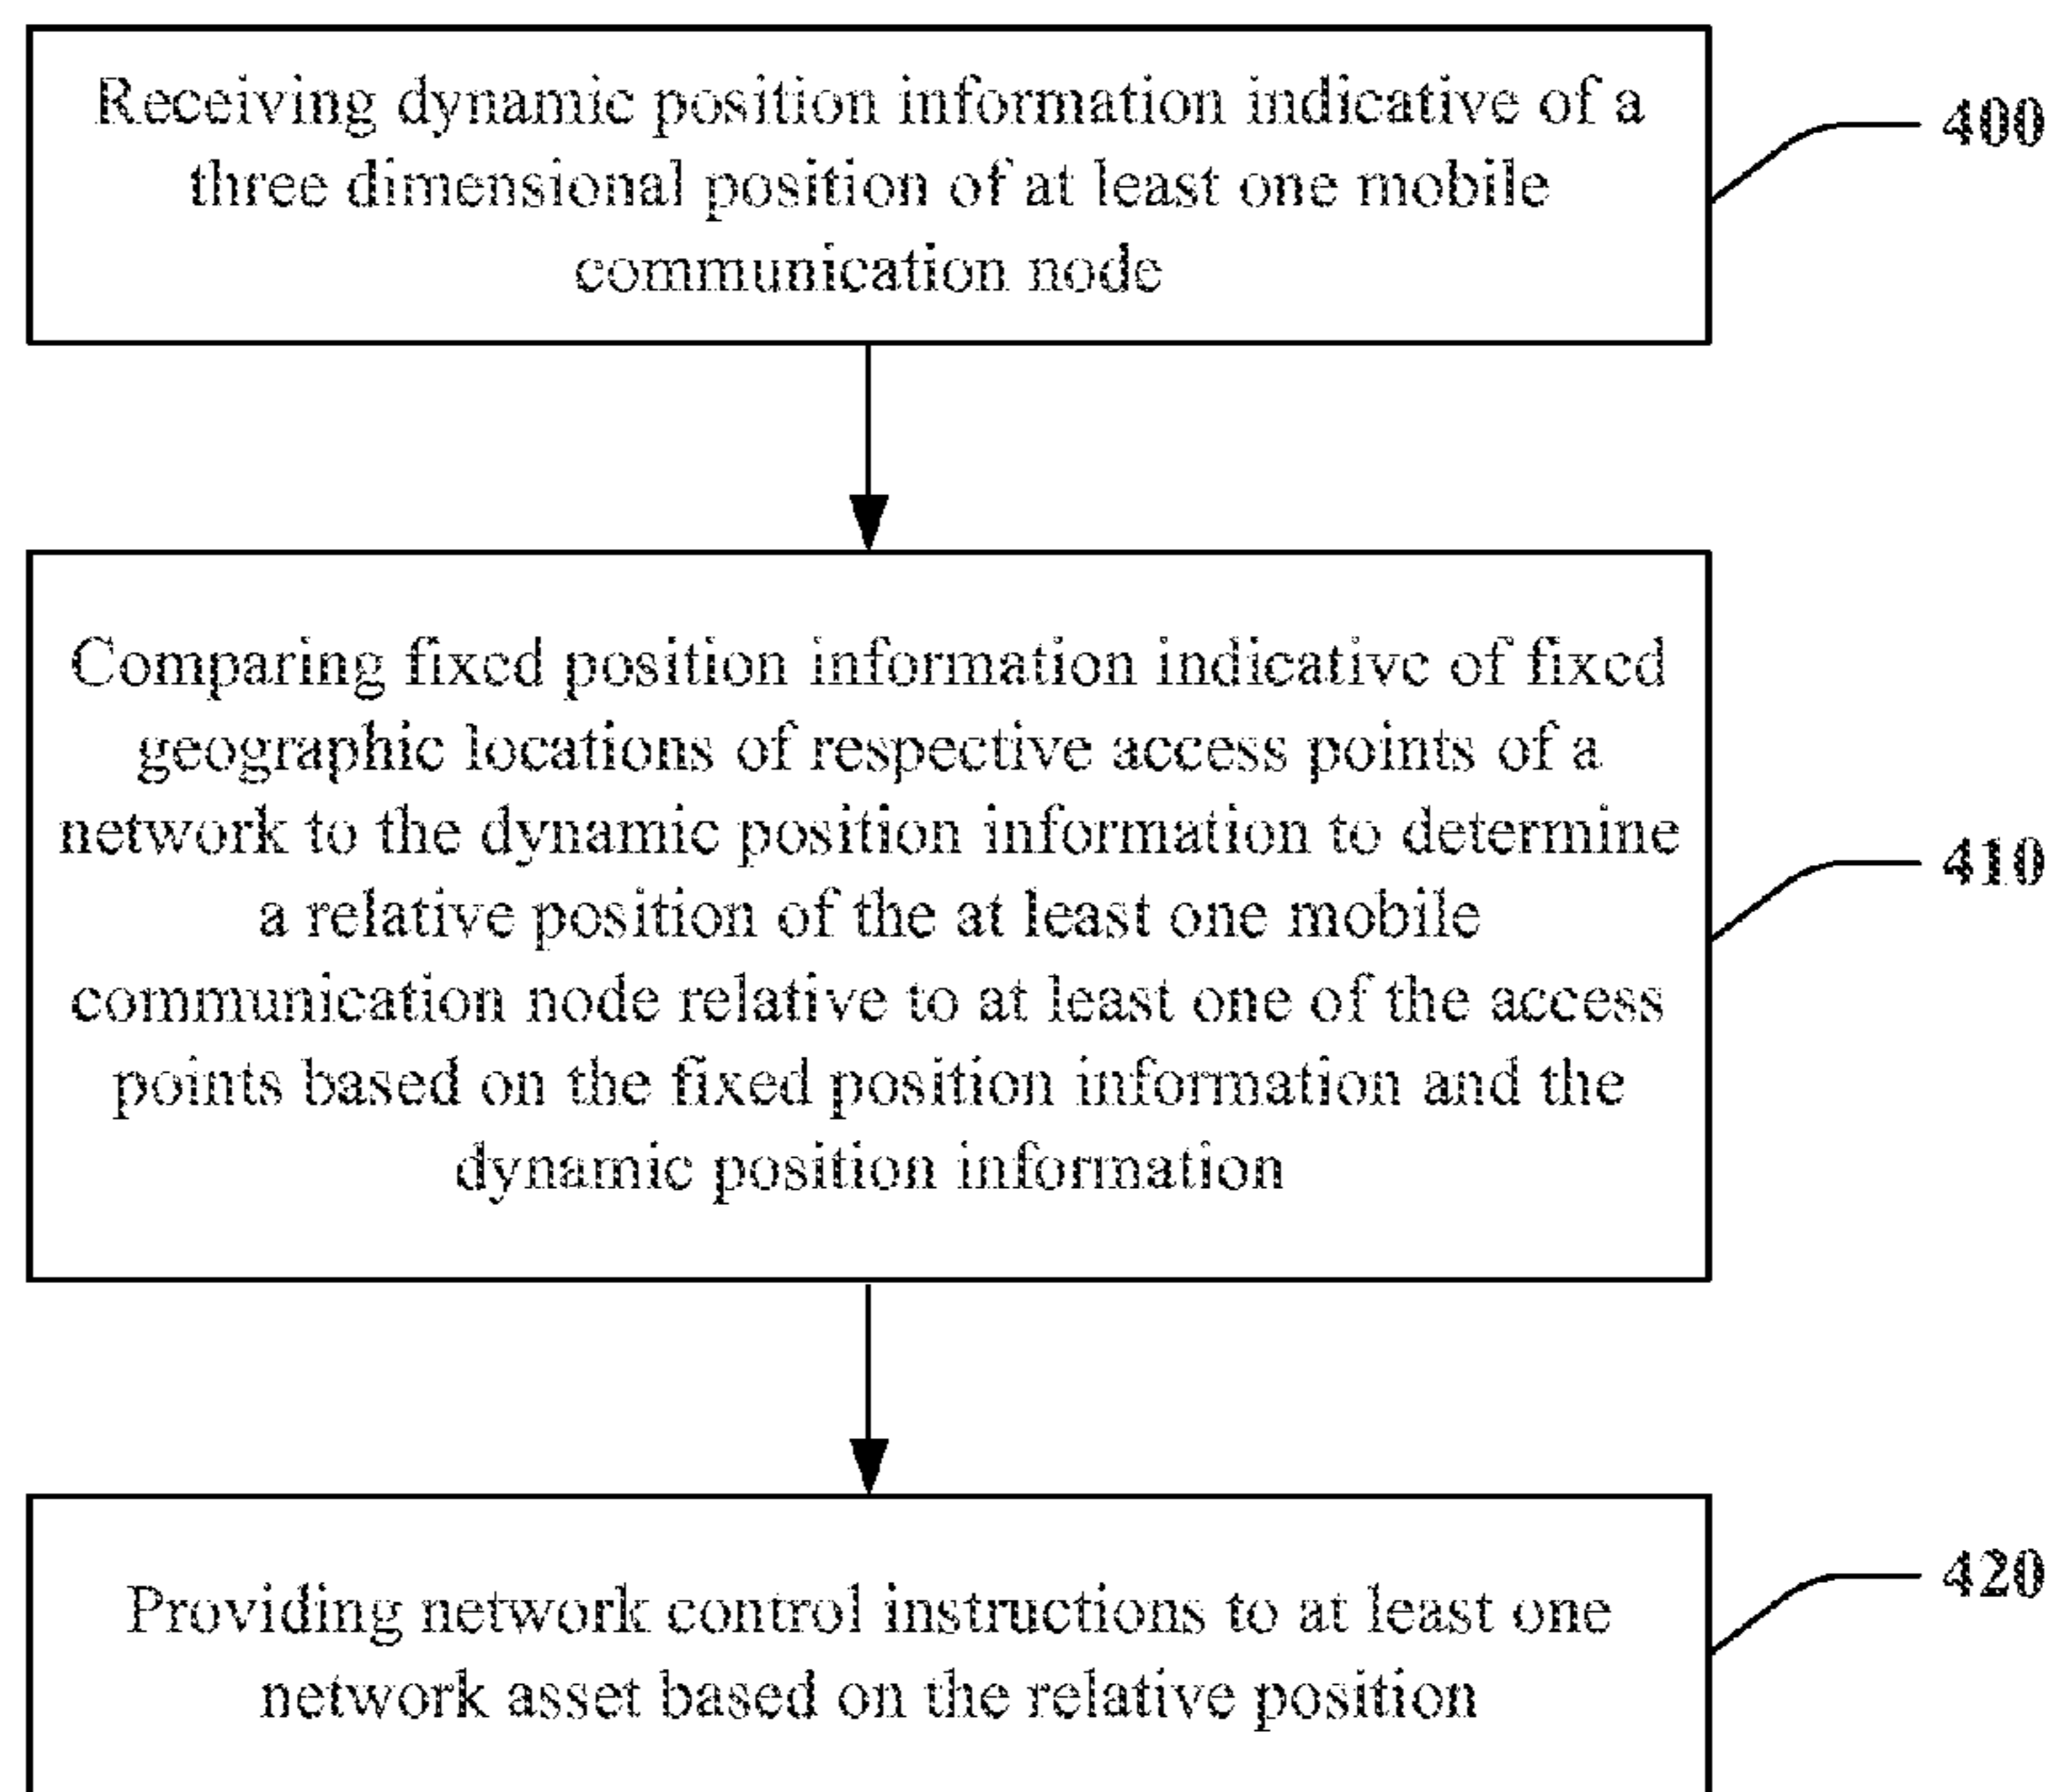 Receiving dynamic position information indicative of a
three dimensional position of at least one mobile
communication node
400
Comparing fixed position information indicative of fixed
geographic locations of respective access points of a
network to the dynamic position information to determine
a relative position of the at least one mobile
communication node relative to at least one of the access
points based on the fixed position information and the
dynamic position information
410
Providing network control instructions to at least one
network asset based on the relative position
420